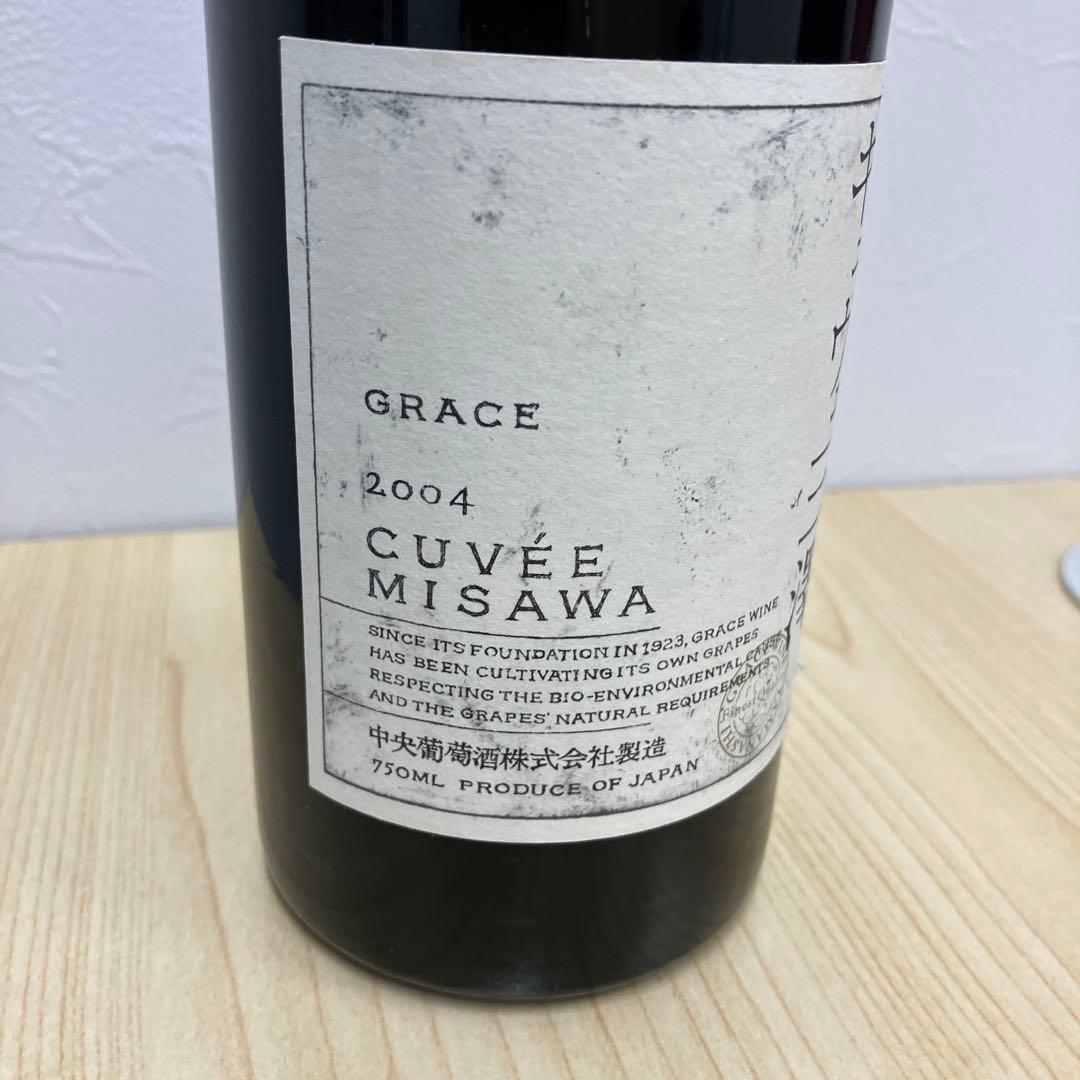 GRACE
2004
CUVÉE
MISAWA
SINCE ITS FOUNDATION IN 1923, GRACE WINE
HAS BEEN CULTIVATING ITS OWN GRAPES
RESPECTING THE BIO-ENVIRONMENTAL CAUSE
AND THE GRAPES' NATURAL REQUIREMENTS
中央葡萄酒株式会社製造
750ML PRODUCE OF JAPAN